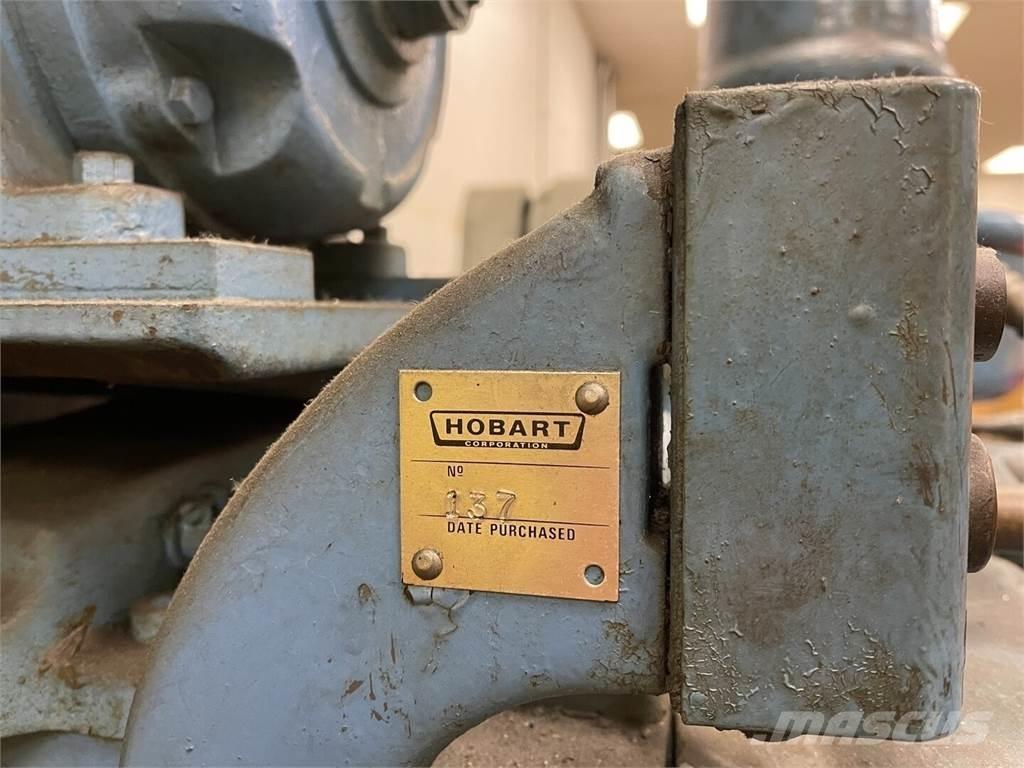 HOBART
CORPORATION
Nº
137
DATE PURCHASED
MASCUS